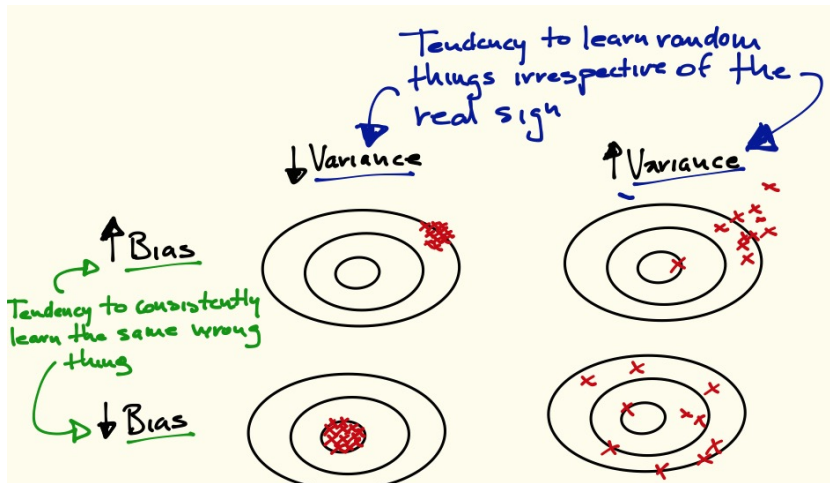 Tendency to learn random
things irrespective of the
real sign
↓ Variance
↑ Variance
↑ Bias
Tendency to consistently
learn the same wrong
thing
↓ Bias